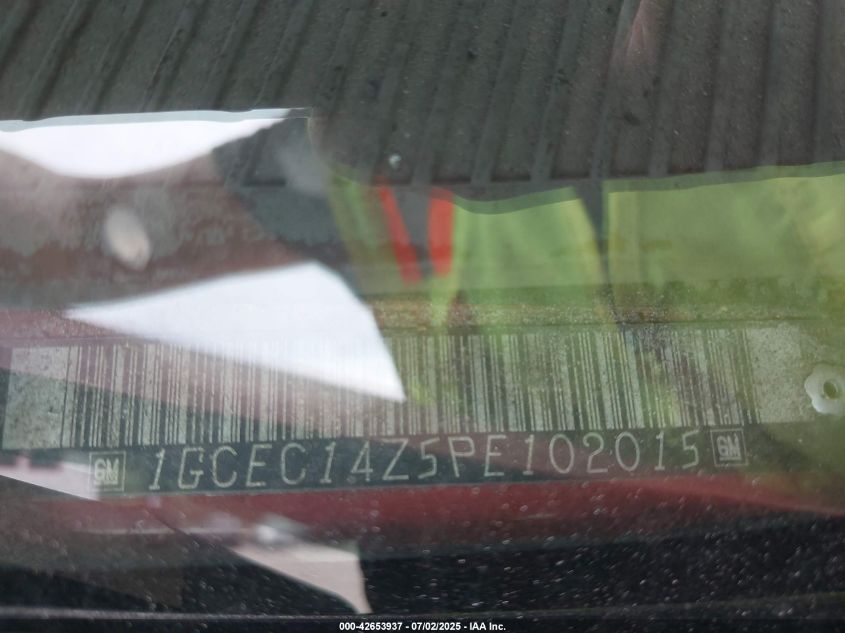 GM 1GCEC14Z5PE102015 GM
000-42653937 - 07/02/2025 - IAA Inc.